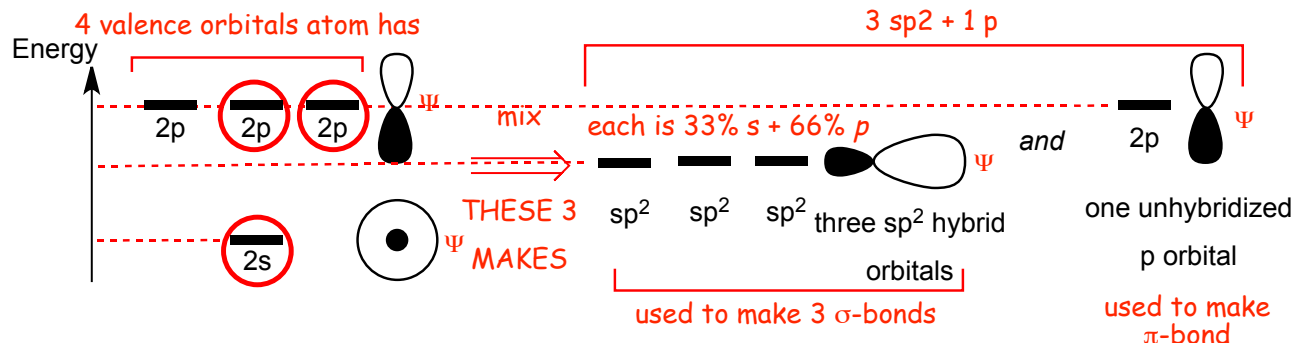 4 valence orbitals atom has
3 sp2 + 1 p
Energy
2p
2p
2p
Ψ
mix
each is 33% s + 66% p
and
2p
Ψ
2s
Ψ
THESE 3
MAKES
sp²
sp²
sp²
Ψ
three sp² hybrid
orbitals
one unhybridized
p orbital
used to make 3 σ-bonds
used to make
π-bond